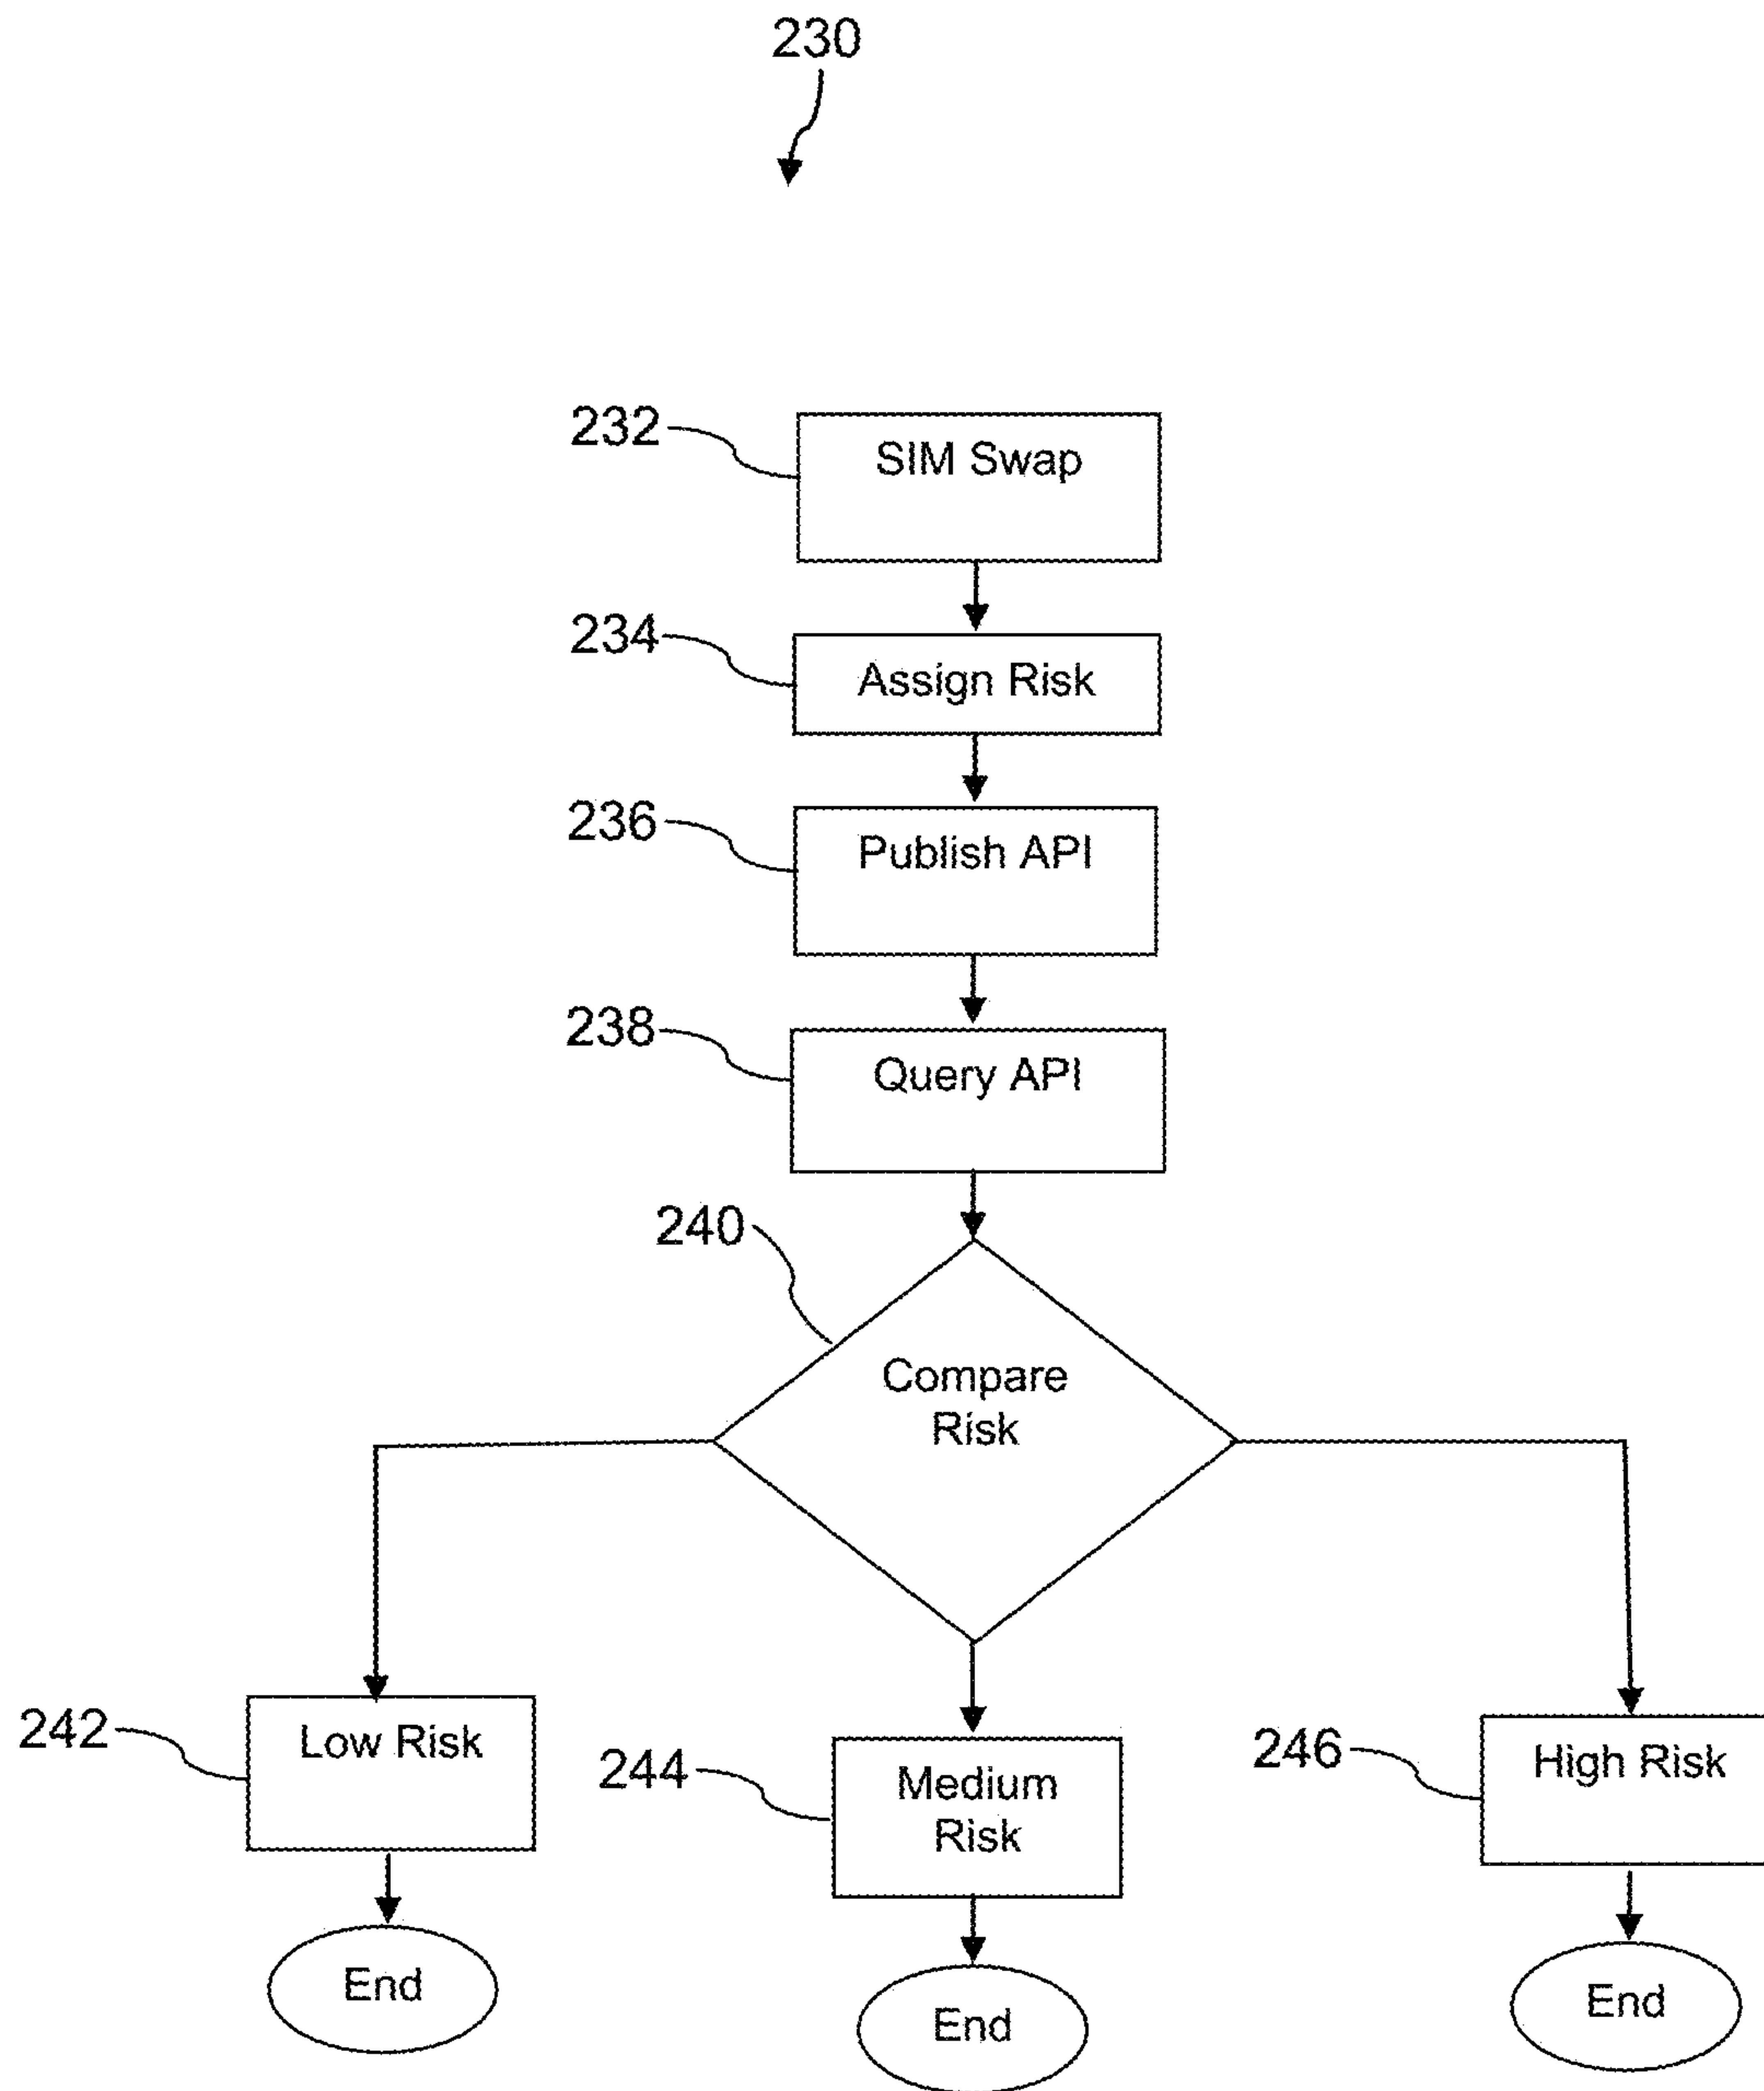 230
232
SIM Swap
234
Assign Risk
236
Publish API
238
Query API
240
Compare
Risk
242
Low Risk
244
Medium
Risk
246
High Risk
End
End
End